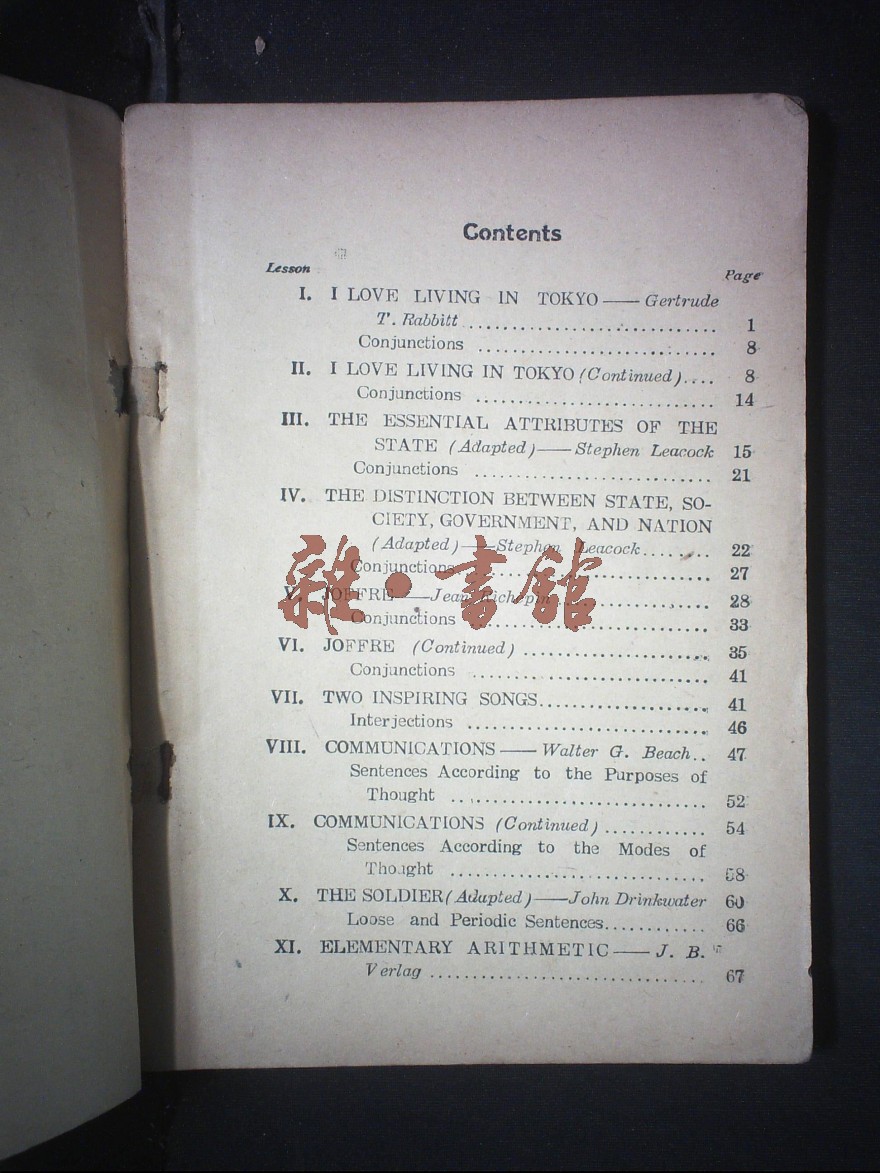 Contents
Lesson Page
I. I LOVE LIVING IN TOKYO——Gertrude
T. Rabbitt ................................ 1
Conjunctions ................................ 8
II. I LOVE LIVING IN TOKYO (Continued).... 8
Conjunctions ................................ 14
III. THE ESSENTIAL ATTRIBUTES OF THE
STATE (Adapted)——Stephen Leacock 15
Conjunctions ................................ 21
IV. THE DISTINCTION BETWEEN STATE, SO-
CIETY, GOVERNMENT, AND NATION
(Adapted)——Stephen Leacock........ 22
Conjunctions ................................ 27
V. JOFFRE——Jean Richepin .................... 28
Conjunctions ................................ 33
雜·書館
VI. JOFFRE (Continued) ........................ 35
Conjunctions ................................ 41
VII. TWO INSPIRING SONGS........................ 41
Interjections ................................ 46
VIII. COMMUNICATIONS——Walter G. Beach.. 47
Sentences According to the Purposes of
Thought ................................ 52
IX. COMMUNICATIONS (Continued) ............ 54
Sentences According to the Modes of
Thought ................................ 58
X. THE SOLDIER (Adapted)——John Drinkwater 60
Loose and Periodic Sentences............ 66
XI. ELEMENTARY ARITHMETIC——J. B.
Verlag ................................ 67